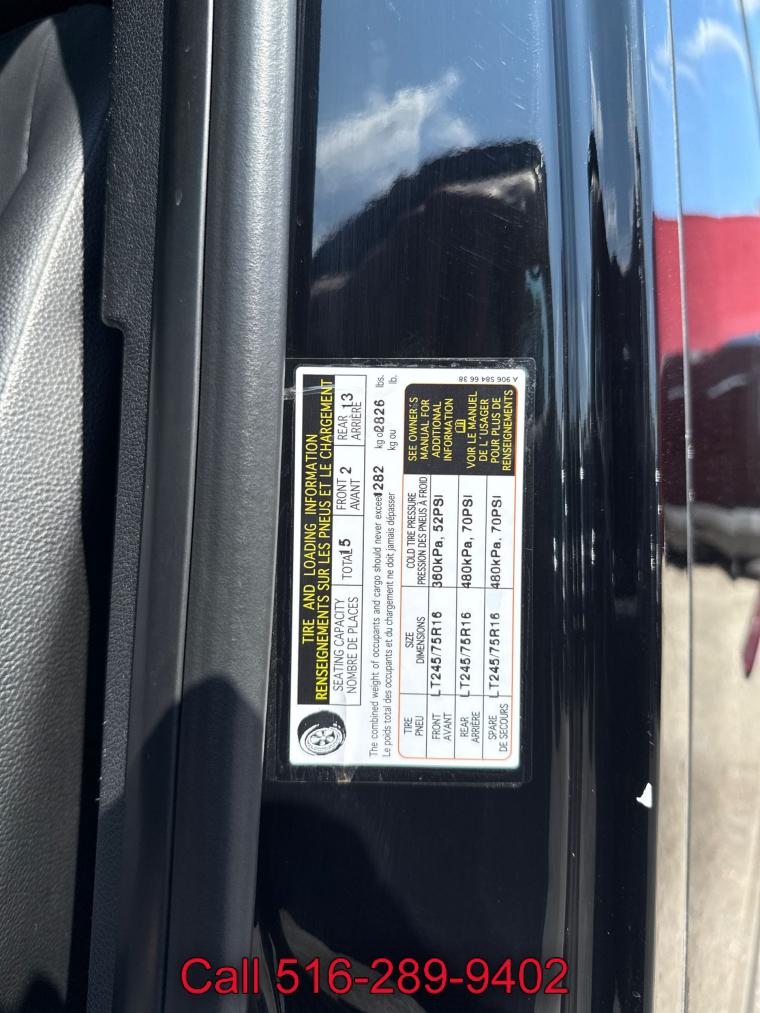 TIRE AND LOADING INFORMATION
RENSEIGNEMENTS SUR LES PNEUS ET LE CHARGEMENT
SEATING CAPACITY
NOMBRE DE PLACES
TOTAL 15
FRONT
AVANT 2
REAR
ARRIÈRE 13
The combined weight of occupants and cargo should never exceed 1282 kg or 2826 lbs.
Le poids total des occupants et du chargement ne doit jamais dépasser kg ou lb.
TIRE
PNEU
SIZE
DIMENSIONS
COLD TIRE PRESSURE
PRESSION DES PNEUS À FROID
FRONT
AVANT
LT245/75R16
360kPa, 52PSI
REAR
ARRIÈRE
LT245/75R16
480kPa, 70PSI
SPARE
DE SECOURS
LT245/75R16
480kPa, 70PSI
SEE OWNER'S
MANUAL FOR
ADDITIONAL
INFORMATION
VOIR LE MANUEL
DE L'USAGER
POUR PLUS DE
RENSEIGNEMENTS
A 906 584 66 38
Call 516-289-9402